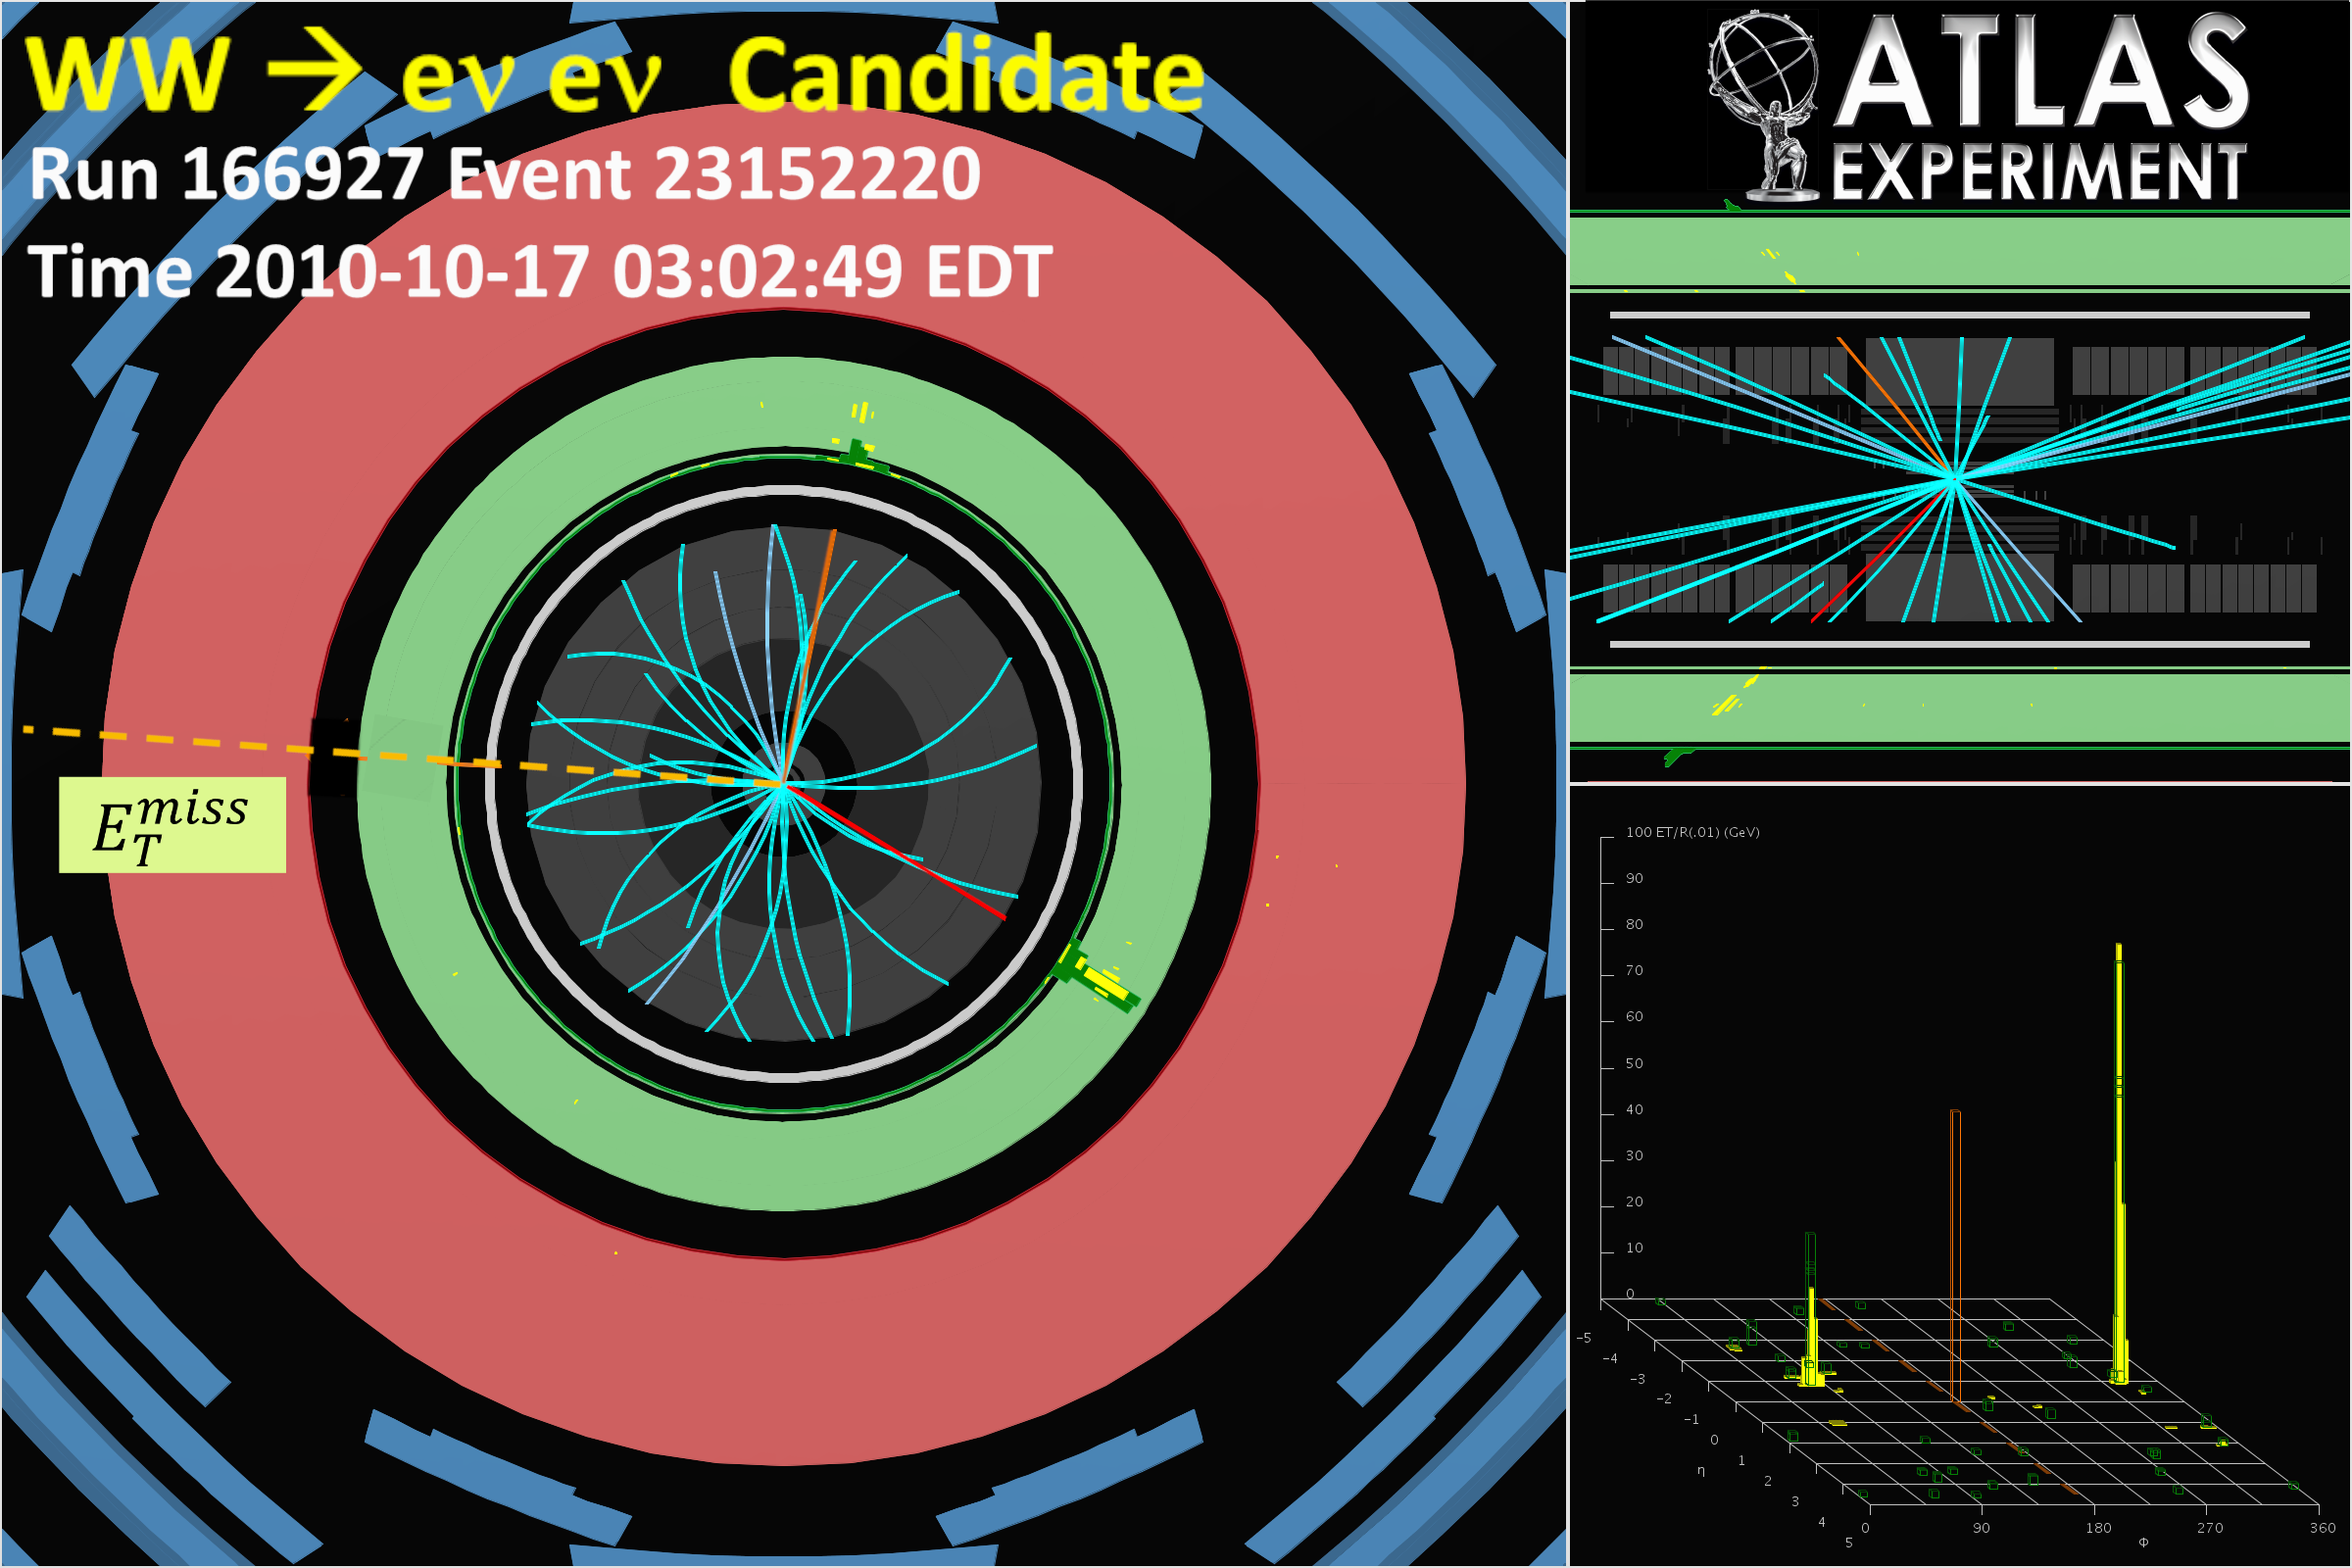 WW → eν eν Candidate
Run 166927 Event 23152220
Time 2010-10-17 03:02:49 EDT
E_T^miss
ATLAS
EXPERIMENT
100 ET/R(.01) (GeV)
90
80
70
60
50
40
30
20
10
0
-5
-4
-3
-2
-1
0
η
1
2
3
4
5
0 90 180 270 360
Φ